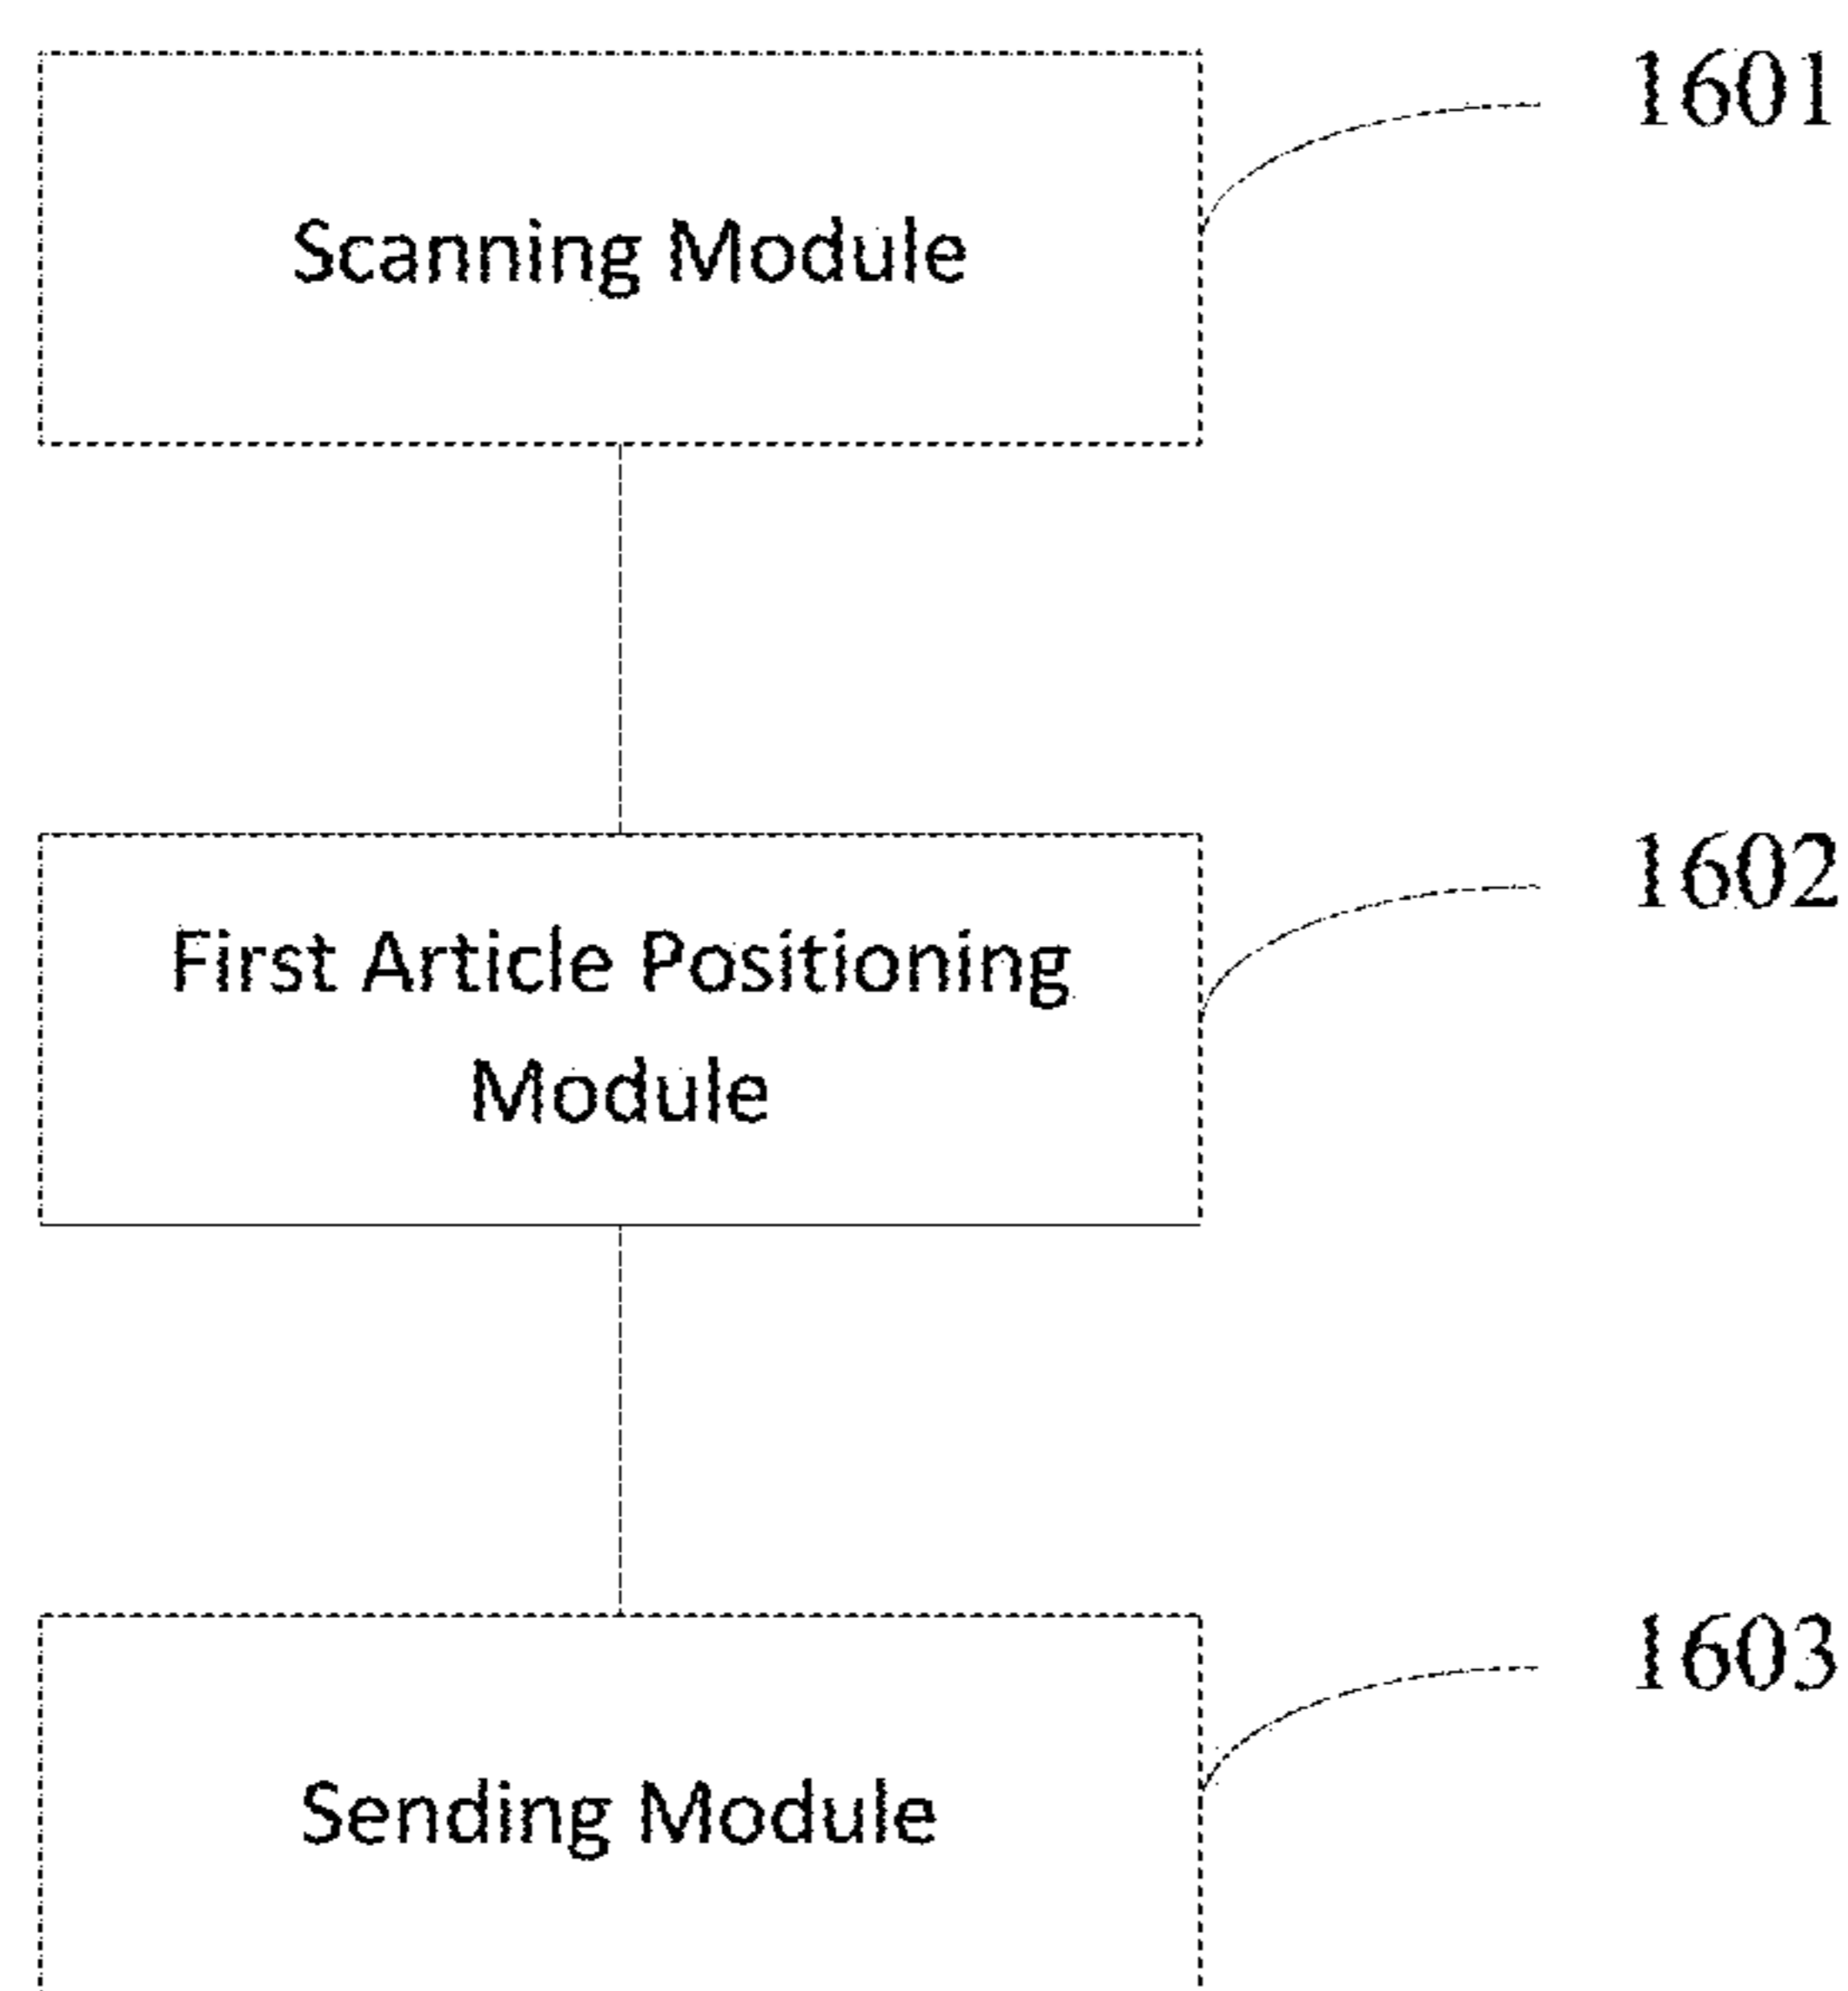 1601
Scanning Module
1602
First Article Positioning
Module
1603
Sending Module